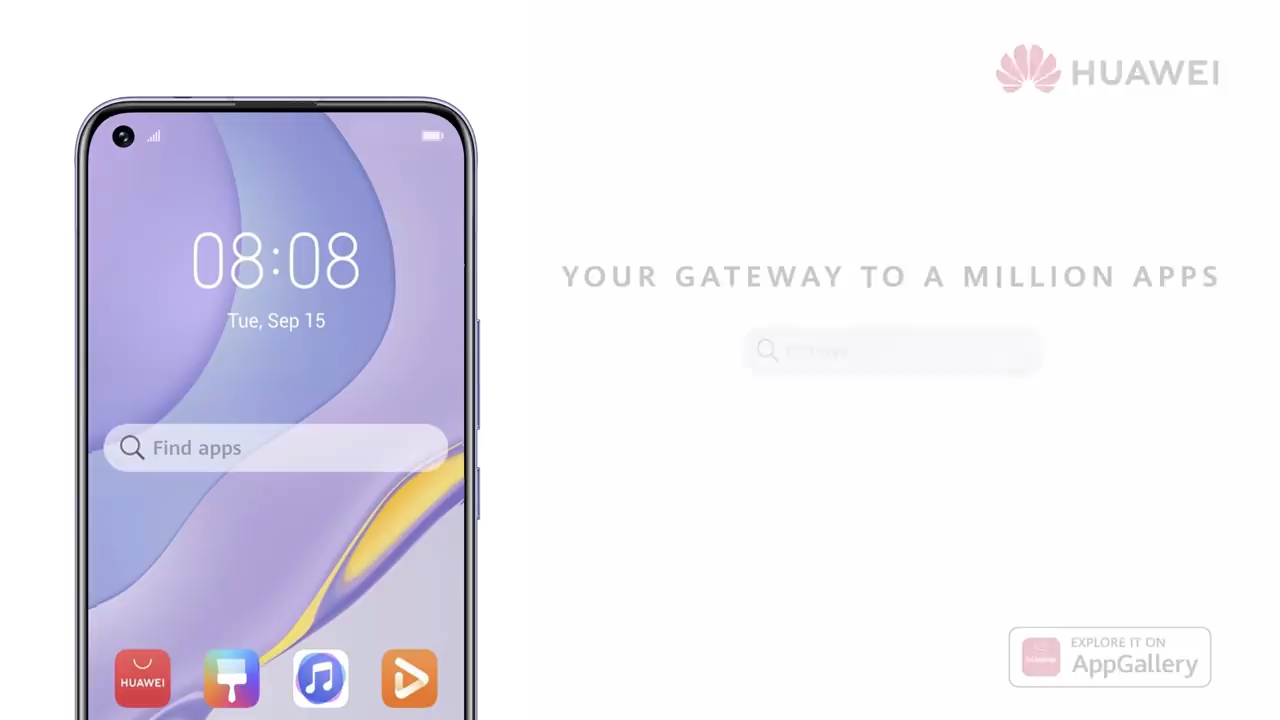 HUAWEI
08:08
Tue, Sep 15
YOUR GATEWAY TO A MILLION APPS
Find apps
HUAWEI
EXPLORE IT ON
AppGallery